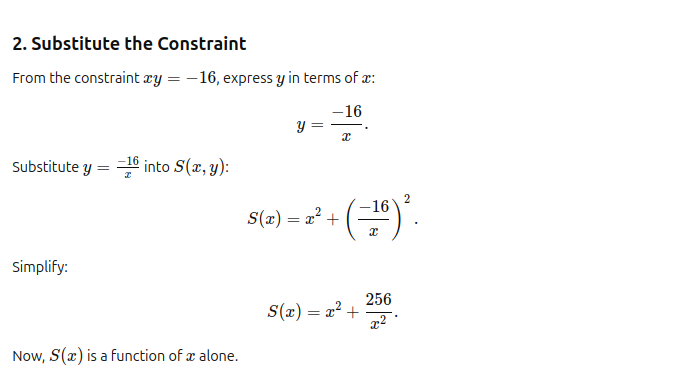 2. Substitute the Constraint
From the constraint xy = −16, express y in terms of x:
y = \frac{-16}{x}.
Substitute y = \frac{-16}{x} into S(x, y):
S(x) = x^2 + \left(\frac{-16}{x}\right)^2.
Simplify:
S(x) = x^2 + \frac{256}{x^2}.
Now, S(x) is a function of x alone.